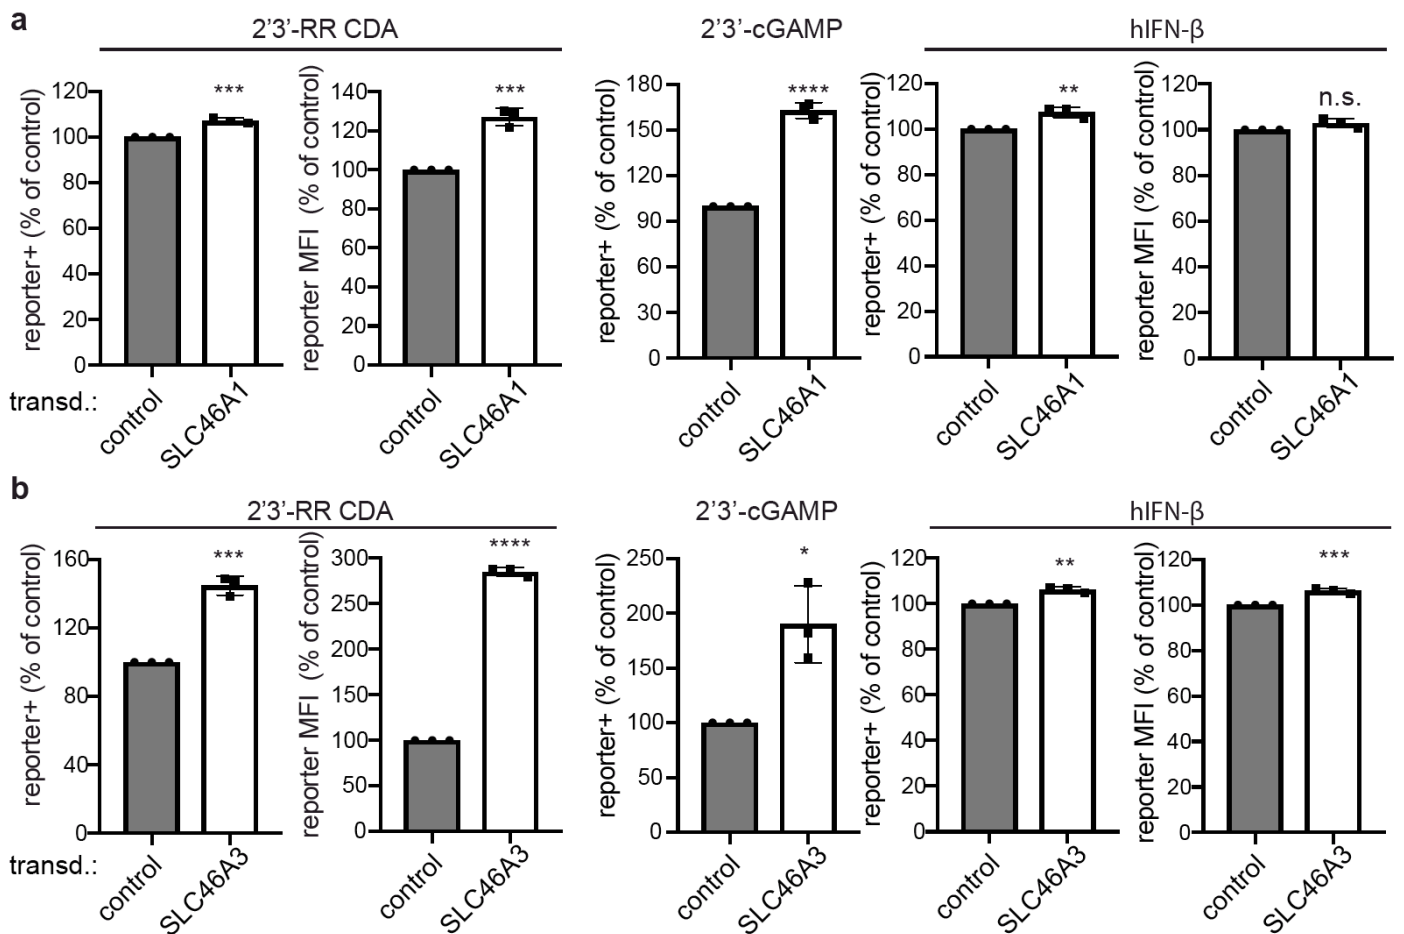 a
2'3'-RR CDA
2'3'-cGAMP
hIFN-β
reporter+ (% of control)
120
100
80
60
40
20
0
***
control
SLC46A1
reporter MFI (% of control)
140
120
100
80
60
40
20
0
***
control
SLC46A1
reporter+ (% of control)
180
150
120
90
60
30
0
****
control
SLC46A1
reporter+ (% of control)
120
100
80
60
40
20
0
**
control
SLC46A1
reporter MFI (% of control)
120
100
80
60
40
20
0
n.s.
control
SLC46A1
transd.:
b
2'3'-RR CDA
2'3'-cGAMP
hIFN-β
reporter+ (% of control)
160
120
80
40
0
***
control
SLC46A3
reporter MFI (% of control)
300
250
200
150
100
50
0
****
control
SLC46A3
reporter+ (% of control)
250
200
150
100
50
0
*
control
SLC46A3
reporter+ (% of control)
120
100
80
60
40
20
0
**
control
SLC46A3
reporter MFI (% of control)
120
100
80
60
40
20
0
***
control
SLC46A3
transd.: